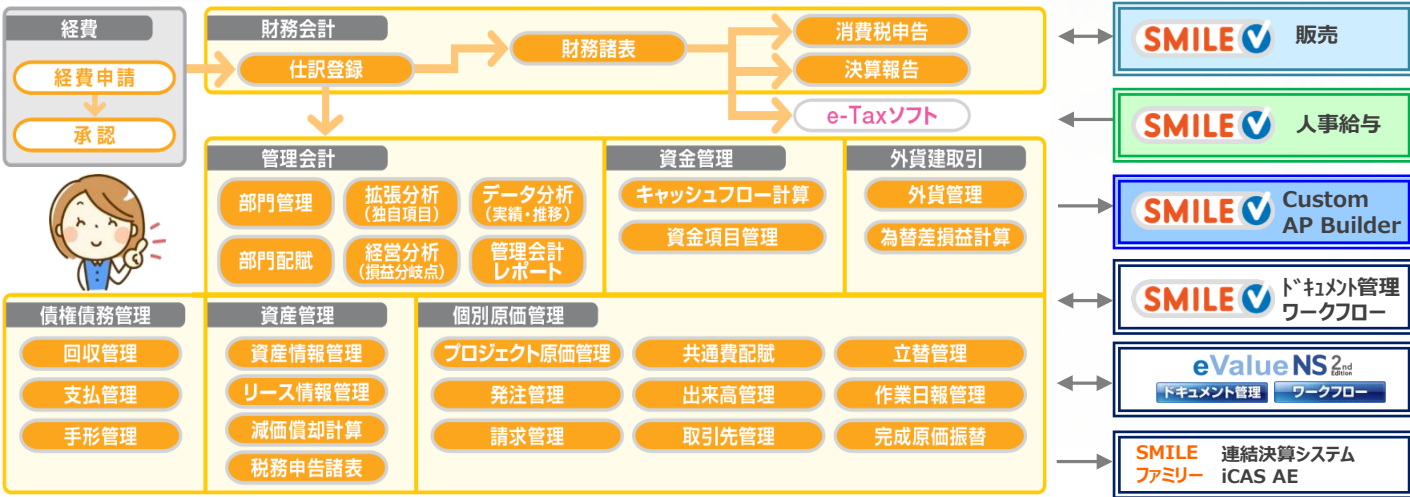 経費
経費申請
承認
財務会計
仕訳登録
財務諸表
消費税申告
決算報告
e-Taxソフト
管理会計
部門管理
拡張分析
(独自項目)
データ分析
(実績・推移)
部門配賦
経営分析
(損益分岐点)
管理会計
レポート
資金管理
キャッシュフロー計算
資金項目管理
外貨建取引
外貨管理
為替差損益計算
債権債務管理
回収管理
支払管理
手形管理
資産管理
資産情報管理
リース情報管理
減価償却計算
税務申告諸表
個別原価管理
プロジェクト原価管理
共通費配賦
立替管理
発注管理
出来高管理
作業日報管理
請求管理
取引先管理
完成原価振替
SMILE V 販売
SMILE V 人事給与
SMILE V Custom
AP Builder
SMILE V ドキュメント管理
ワークフロー
eValue NS 2nd Edition
ドキュメント管理 ワークフロー
SMILE 連結決算システム
ファミリー iCAS AE